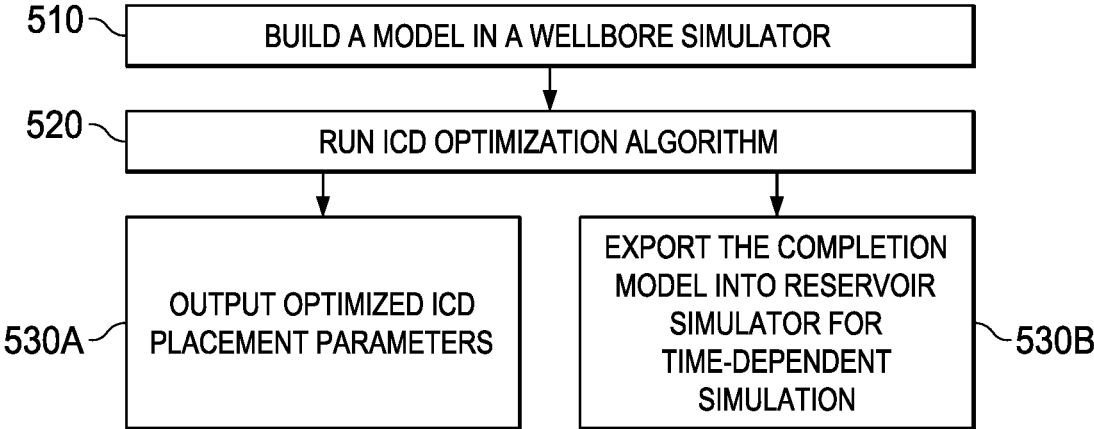 510
BUILD A MODEL IN A WELLBORE SIMULATOR
520
RUN ICD OPTIMIZATION ALGORITHM
530A
OUTPUT OPTIMIZED ICD
PLACEMENT PARAMETERS
EXPORT THE COMPLETION
MODEL INTO RESERVOIR
SIMULATOR FOR
TIME-DEPENDENT
SIMULATION
530B